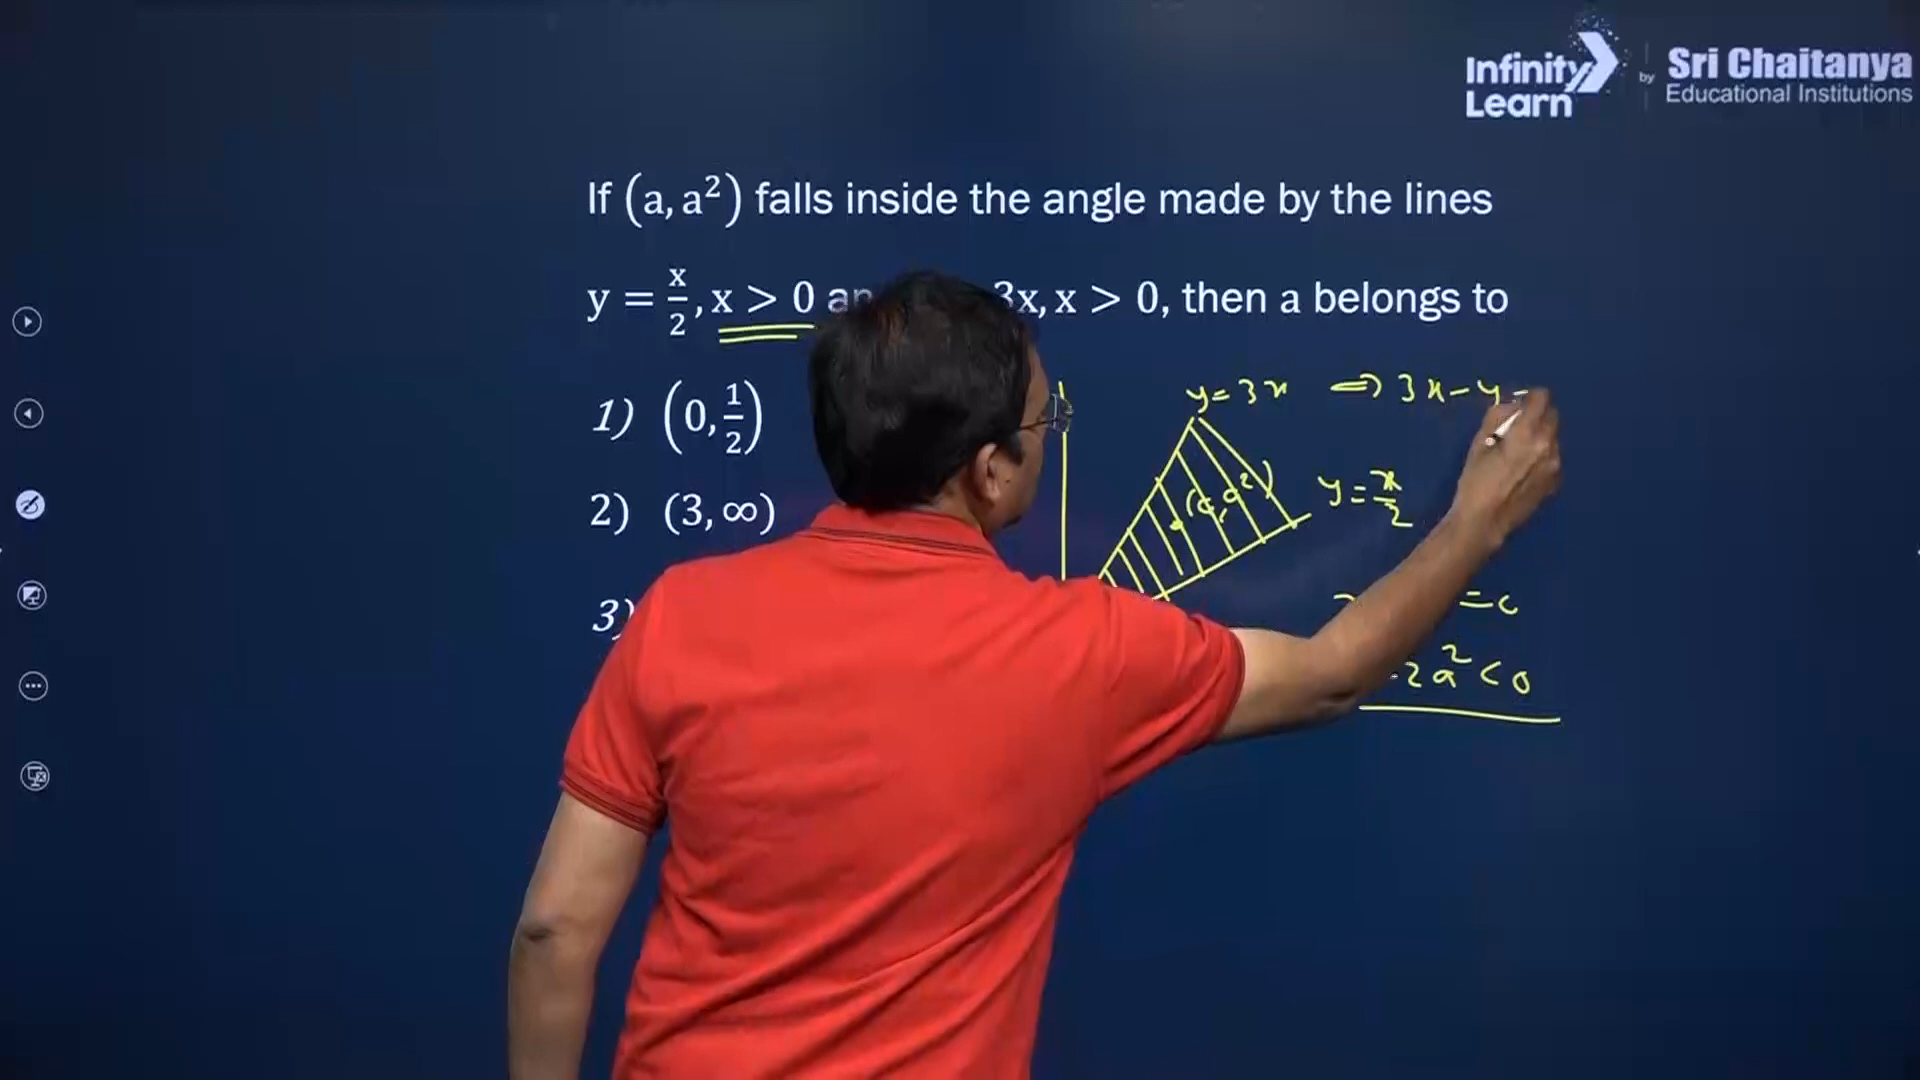 Infinity Learn by Sri Chaitanya Educational Institutions
If (a, a²) falls inside the angle made by the lines
y = x/2, x > 0 an 3x, x > 0, then a belongs to
1) (0, 1/2)
2) (3, ∞)
3)
y = 3x ⇒ 3x - y =
(a, a²)
y = x/2
= 0
-2a² < 0